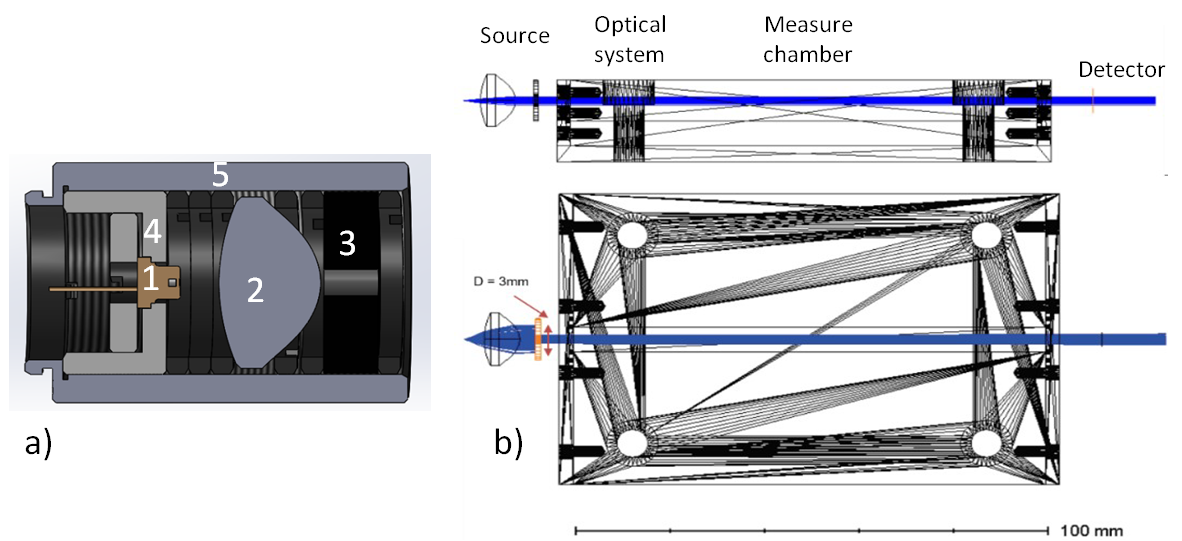 Source
Optical
system
Measure
chamber
Detector
5
4
3
1
2
D = 3mm
a)
b)
100 mm